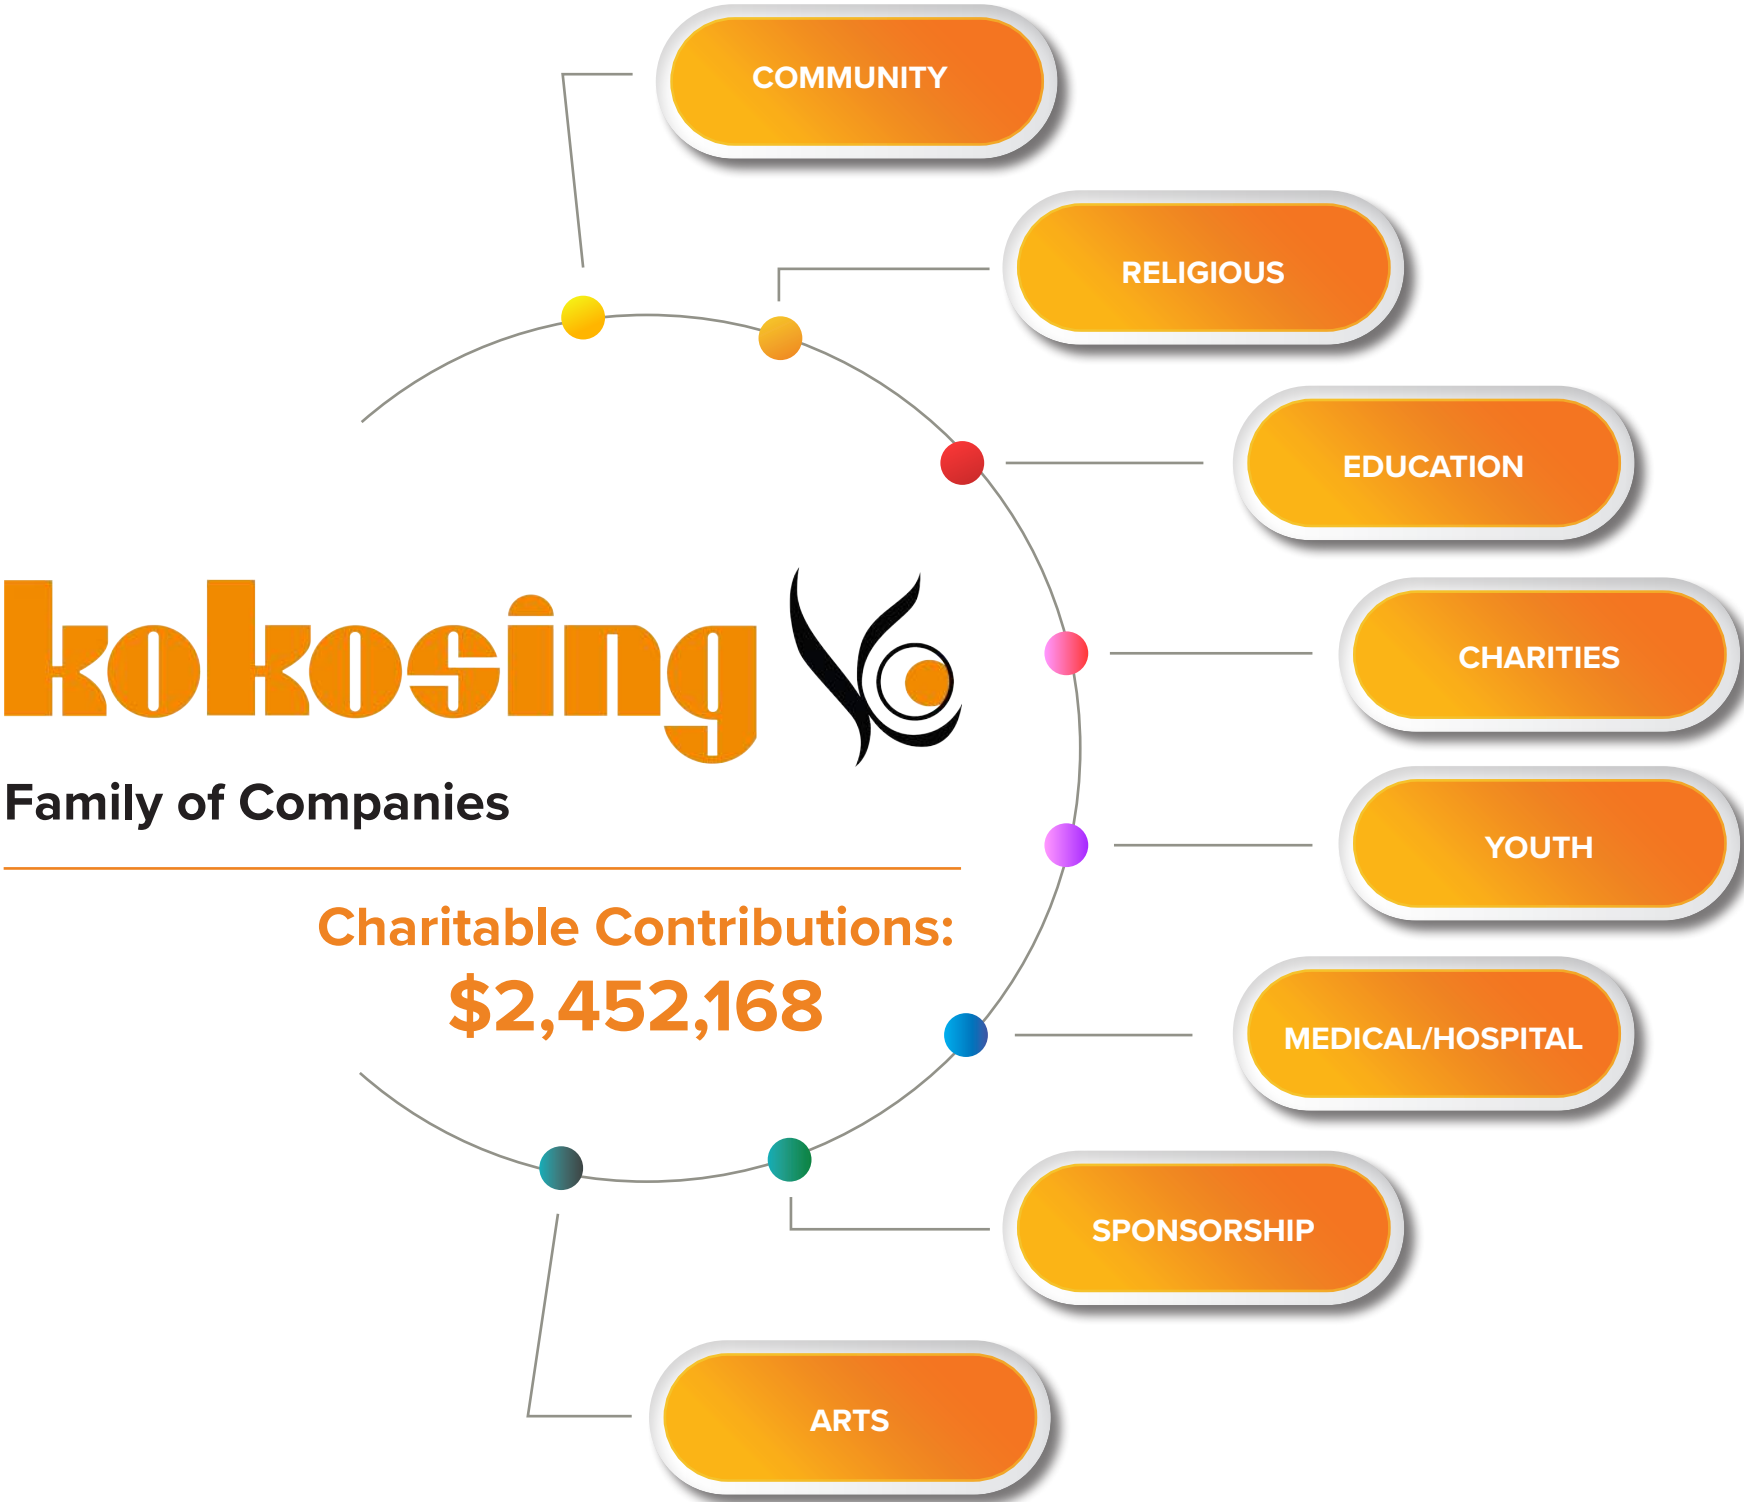 COMMUNITY
RELIGIOUS
EDUCATION
CHARITIES
kokosing
Family of Companies
YOUTH
Charitable Contributions:
$2,452,168
MEDICAL/HOSPITAL
SPONSORSHIP
ARTS